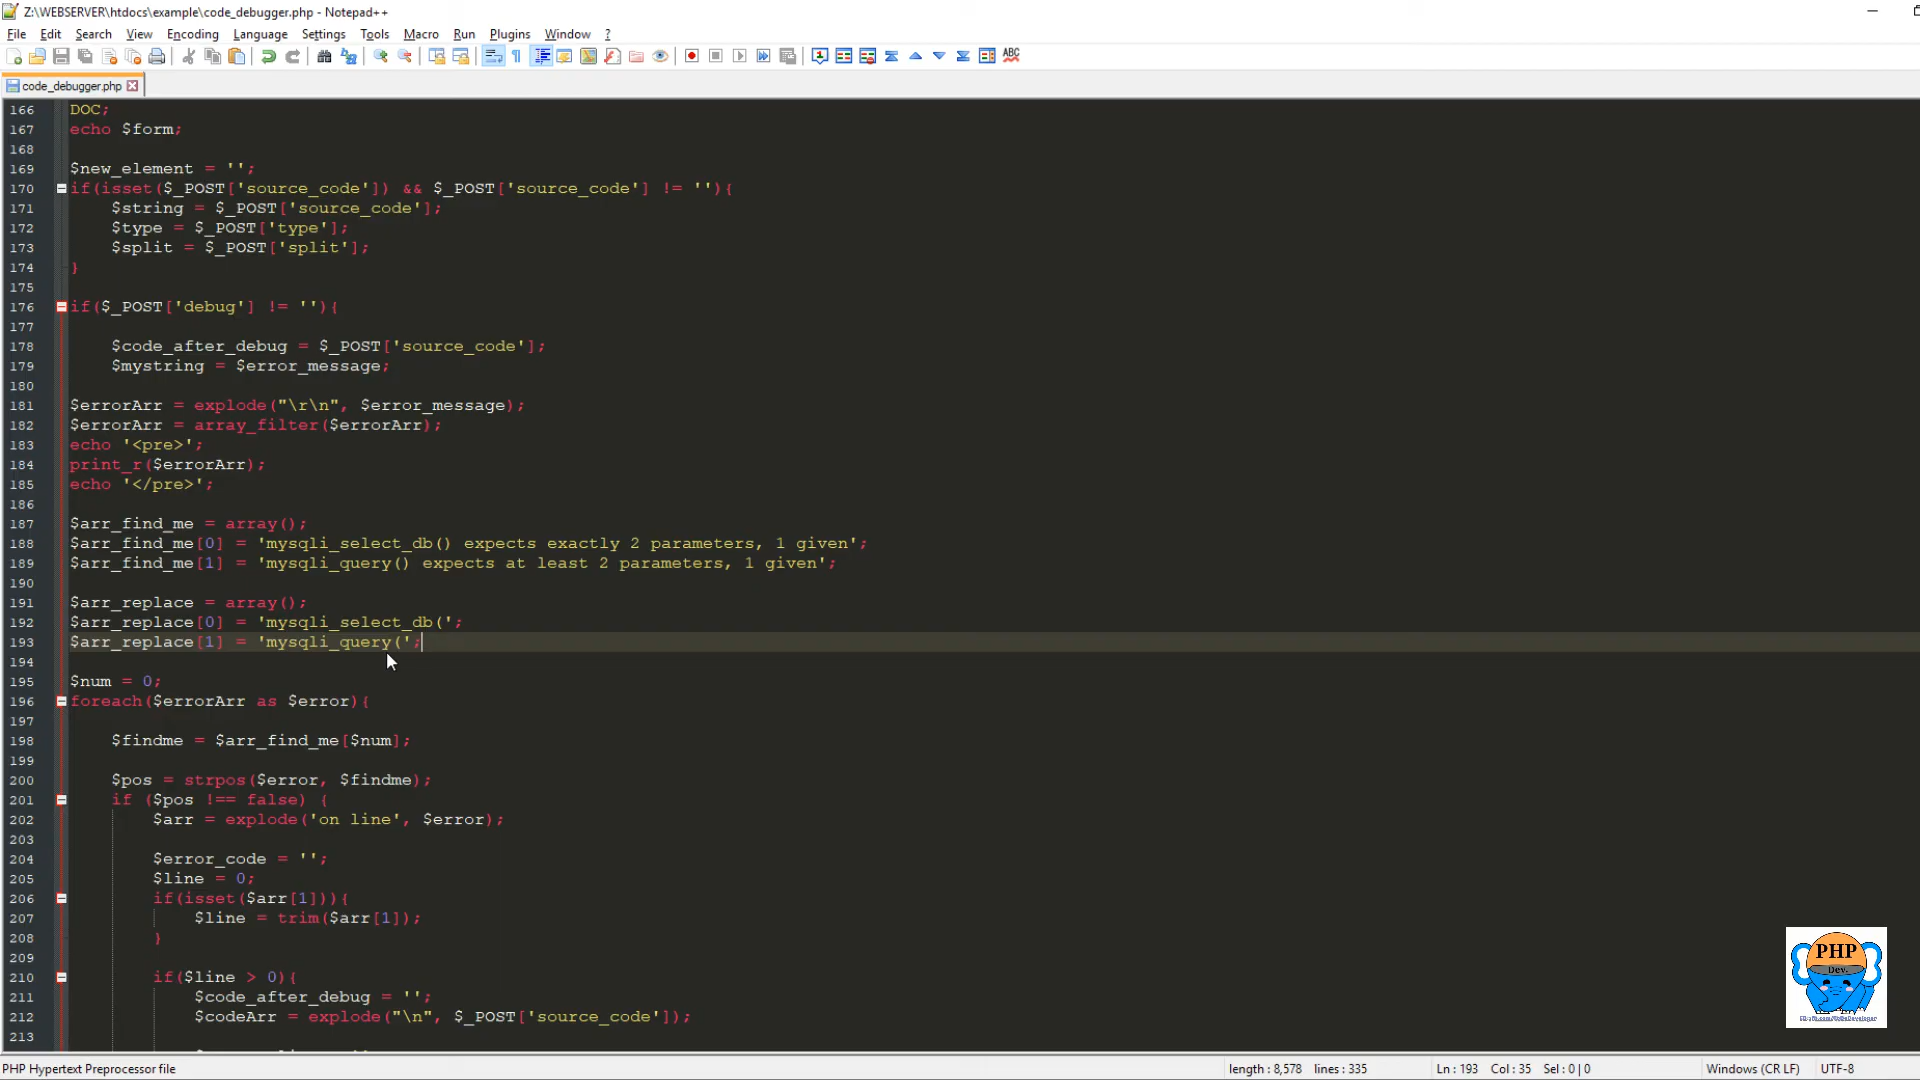 Z:\WEBSERVER\htdocs\example\code_debugger.php - Notepad++
File Edit Search View Encoding Language Settings Tools Macro Run Plugins Window ?
ABC
code_debugger.php
166 DOC;
167 echo $form;
168
169 $new_element = '';
170 if(isset($_POST['source_code']) && $_POST['source_code'] != ''){
171 $string = $_POST['source_code'];
172 $type = $_POST['type'];
173 $split = $_POST['split'];
174 }
175
176 if($_POST['debug'] != ''){
177
178 $code_after_debug = $_POST['source_code'];
179 $mystring = $error_message;
180
181 $errorArr = explode("\r\n", $error_message);
182 $errorArr = array_filter($errorArr);
183 echo '<pre>';
184 print_r($errorArr);
185 echo '</pre>';
186
187 $arr_find_me = array();
188 $arr_find_me[0] = 'mysqli_select_db() expects exactly 2 parameters, 1 given';
189 $arr_find_me[1] = 'mysqli_query() expects at least 2 parameters, 1 given';
190
191 $arr_replace = array();
192 $arr_replace[0] = 'mysqli_select_db(';
193 $arr_replace[1] = 'mysqli_query(';
194
195 $num = 0;
196 foreach($errorArr as $error){
197
198 $findme = $arr_find_me[$num];
199
200 $pos = strpos($error, $findme);
201 if ($pos !== false) {
202 $arr = explode('on line', $error);
203
204 $error_code = '';
205 $line = 0;
206 if(isset($arr[1])){
207 $line = trim($arr[1]);
208 }
209
210 if($line > 0){
211 $code_after_debug = '';
212 $codeArr = explode("\n", $_POST['source_code']);
213
PHP
Dev.
PHP Hypertext Preprocessor file length : 8,578 lines : 335 Ln : 193 Col : 35 Sel : 0 | 0 Windows (CR LF) UTF-8